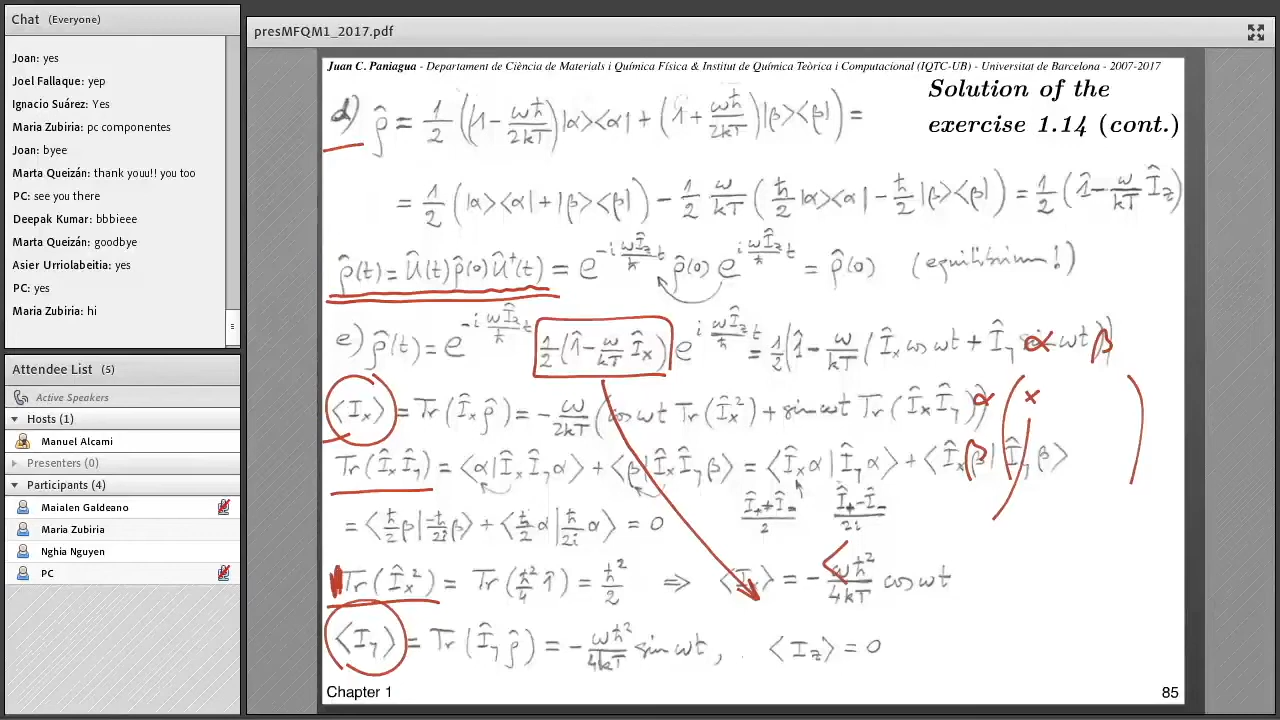 Chat (Everyone)
Joan: yes
Joel Fallaque: yep
Ignacio Suárez: Yes
Maria Zubiria: pc componentes
Joan: byee
Marta Queizán: thank youu!! you too
PC: see you there
Deepak Kumar: bbbieee
Marta Queizán: goodbye
Asier Urriolabeitia: yes
PC: yes
Maria Zubiria: hi
Attendee List (5)
Active Speakers
Hosts (1)
Manuel Alcami
Presenters (0)
Participants (4)
Maialen Galdeano
Maria Zubiria
Nghia Nguyen
PC
presMFQM1_2017.pdf
Juan C. Paniagua - Departament de Ciència de Materials i Química Física & Institut de Química Teòrica i Computacional (IQTC-UB) - Universitat de Barcelona - 2007-2017
Solution of the
exercise 1.14 (cont.)
d) ρ̂ = 1/2 ((1 - ωħ/2kT)|α><α| + (1 + ωħ/2kT)|β><β|) =
= 1/2 (|α><α| + |β><β|) - 1/2 ω/kT (ħ/2 |α><α| - ħ/2 |β><β|) = 1/2 (1̂ - ω/kT Î_z)
ρ̂(t) = Û(t)ρ̂(0)Û⁺(t) = e^(-i ωÎ_z/ħ t) ρ̂(0) e^(i ωÎ_z/ħ t) = ρ̂(0) (equilibrium!)
e) ρ̂(t) = e^(-i ωÎ_z/ħ t) 1/2 (1̂ - ω/kT Î_x) e^(i ωÎ_z/ħ t) = 1/2 (1̂ - ω/kT (Î_x cos ωt + Î_y α ωt)) β
<I_x> = Tr(Î_x ρ̂) = - ω/2kT (cos ωt Tr(Î_x²) + sin ωt Tr(Î_x Î_y)) α ( x )
Tr(Î_x Î_y) = <α|Î_x Î_y α> + <β|Î_x Î_y β> = <Î_x α|Î_y α> + <Î_x β|Î_y β>
= <ħ/2 β|-ħ/2i β> + <ħ/2 α|ħ/2i α> = 0 Î₊+Î₋/2 Î₊-Î₋/2i
Tr(Î_x²) = Tr(ħ²/4 1̂) = ħ²/2 ⇒ <I_x> = - ωħ²/4kT cos ωt
<I_y> = Tr(Î_y ρ̂) = - ωħ²/4kT sin ωt, <I_z> = 0
Chapter 1
85